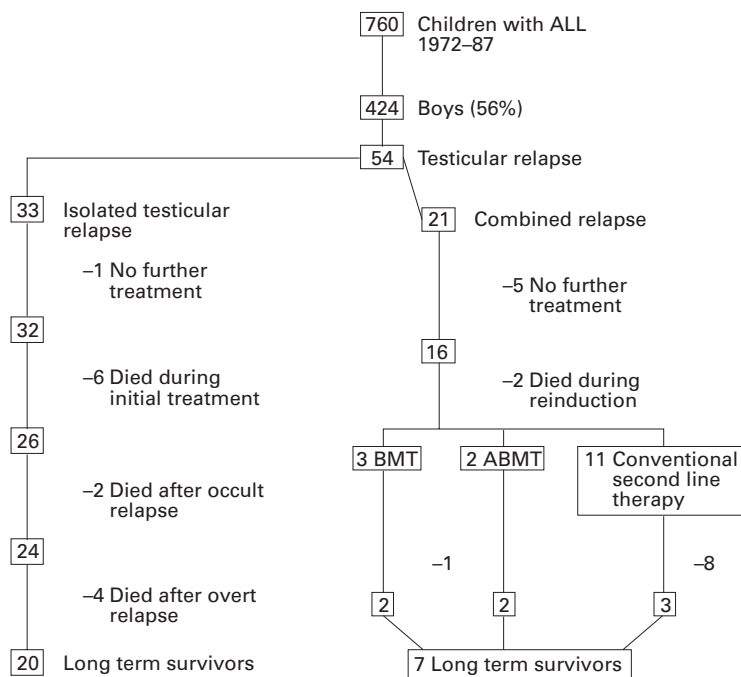 760 Children with ALL
1972–87
424 Boys (56%)
54 Testicular relapse
33 Isolated testicular
relapse
–1 No further
treatment
32
–6 Died during
initial treatment
26
–2 Died after occult
relapse
24
–4 Died after overt
relapse
20 Long term survivors
21 Combined relapse
–5 No further
treatment
16
–2 Died during
reinduction
3 BMT
2 ABMT
11 Conventional
second line
therapy
–1
–8
2
2
3
7 Long term survivors